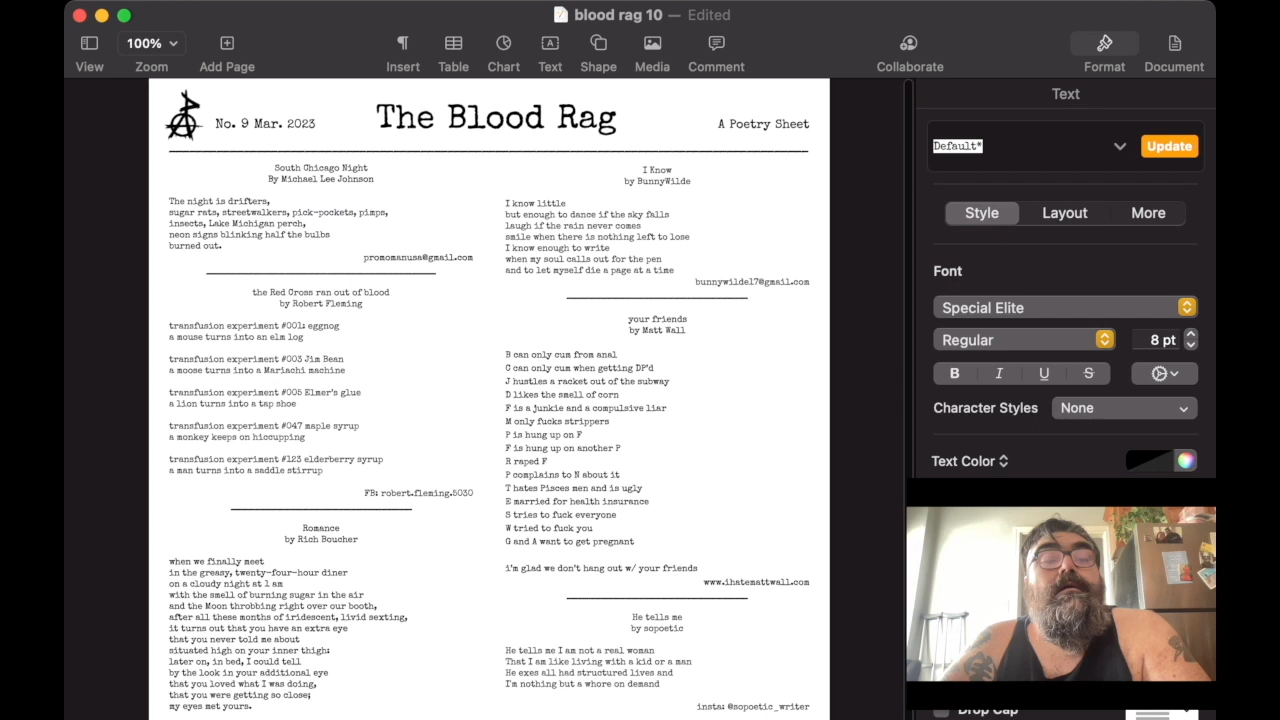 blood rag 10 — Edited
100%
View
Zoom
Add Page
Insert
Table
Chart
Text
Shape
Media
Comment
Collaborate
Format
Document
No. 9 Mar. 2023
The Blood Rag
A Poetry Sheet
South Chicago Night
By Michael Lee Johnson
The night is drifters,
sugar rats, streetwalkers, pick-pockets, pimps,
insects, Lake Michigan perch,
neon signs blinking half the bulbs
burned out.
promomanusa@gmail.com
the Red Cross ran out of blood
by Robert Fleming
transfusion experiment #001: eggnog
a mouse turns into an elm log
transfusion experiment #003 Jim Bean
a moose turns into a Mariachi machine
transfusion experiment #005 Elmer's glue
a lion turns into a tap shoe
transfusion experiment #047 maple syrup
a monkey keeps on hiccupping
transfusion experiment #123 elderberry syrup
a man turns into a saddle stirrup
FB: robert.fleming.5030
Romance
by Rich Boucher
when we finally meet
in the greasy, twenty-four-hour diner
on a cloudy night at 1 am
with the smell of burning sugar in the air
and the Moon throbbing right over our booth,
after all these months of iridescent, livid sexting,
it turns out that you have an extra eye
that you never told me about
situated high on your inner thigh:
later on, in bed, I could tell
by the look in your additional eye
that you loved what I was doing,
that you were getting so close;
my eyes met yours.
I Know
by BunnyWilde
I know little
but enough to dance if the sky falls
laugh if the rain never comes
smile when there is nothing left to lose
I know enough to write
when my soul calls out for the pen
and to let myself die a page at a time
bunnywilde17@gmail.com
your friends
by Matt Wall
B can only cum from anal
C can only cum when getting DP'd
J hustles a racket out of the subway
D likes the smell of corn
F is a junkie and a compulsive liar
M only fucks strippers
P is hung up on F
F is hung up on another P
R raped F
P complains to N about it
T hates Pisces men and is ugly
E married for health insurance
S tries to fuck everyone
W tried to fuck you
G and A want to get pregnant
i'm glad we don't hang out w/ your friends
www.ihatemattwall.com
He tells me
by sopoetic
He tells me I am not a real woman
That I am like living with a kid or a man
He exes all had structured lives and
I'm nothing but a whore on demand
insta: @sopoetic_writer
Text
Default*
Update
Style
Layout
More
Font
Special Elite
Regular
8 pt
B I U S
Character Styles
None
Text Color
Drop Cap